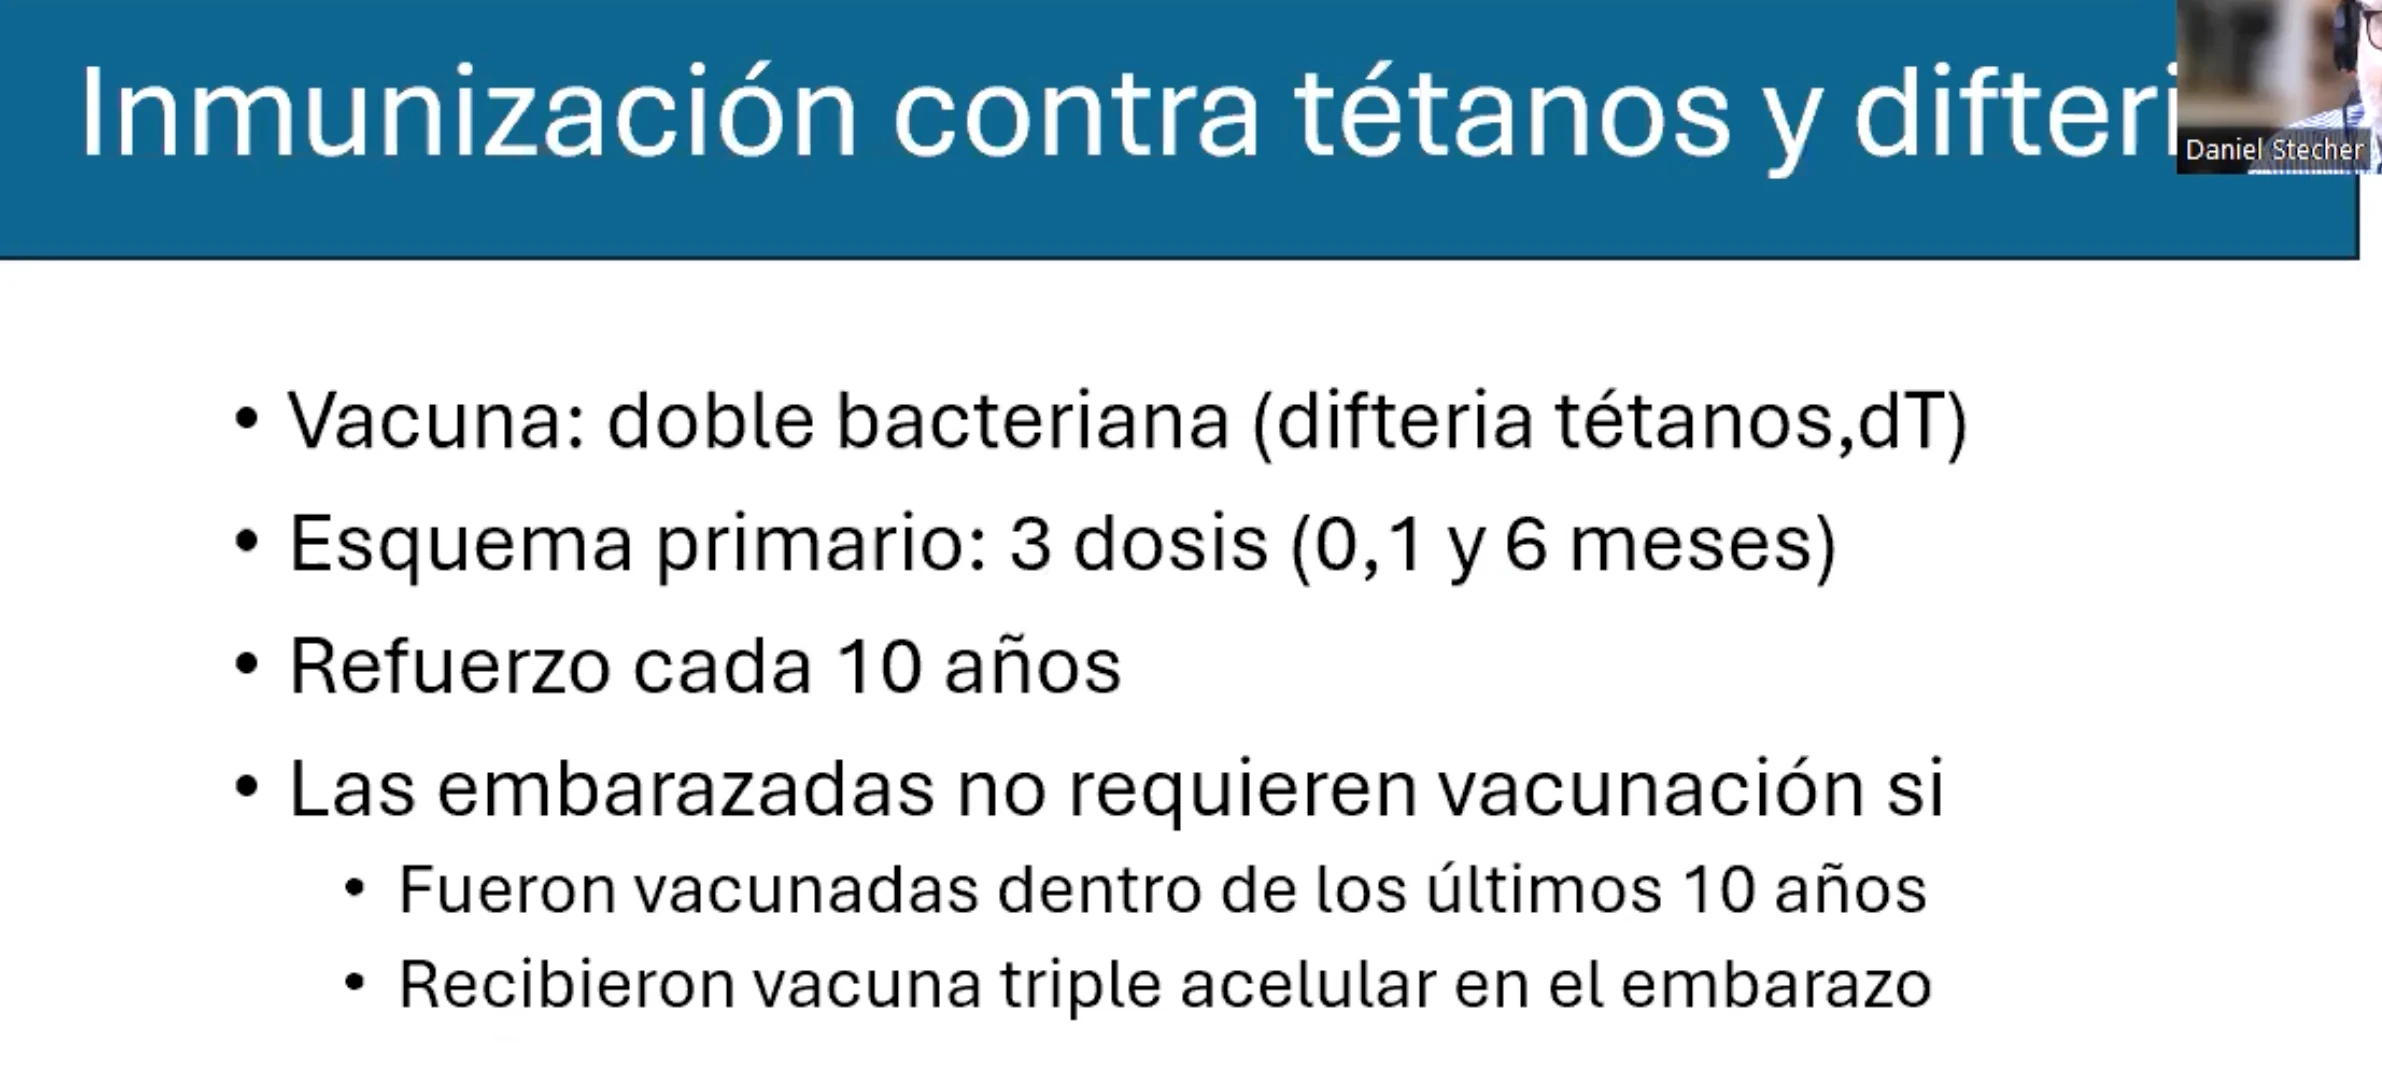 Inmunización contra tétanos y difteri
Daniel Stecher
• Vacuna: doble bacteriana (difteria tétanos,dT)
• Esquema primario: 3 dosis (0,1 y 6 meses)
• Refuerzo cada 10 años
• Las embarazadas no requieren vacunación si
• Fueron vacunadas dentro de los últimos 10 años
• Recibieron vacuna triple acelular en el embarazo